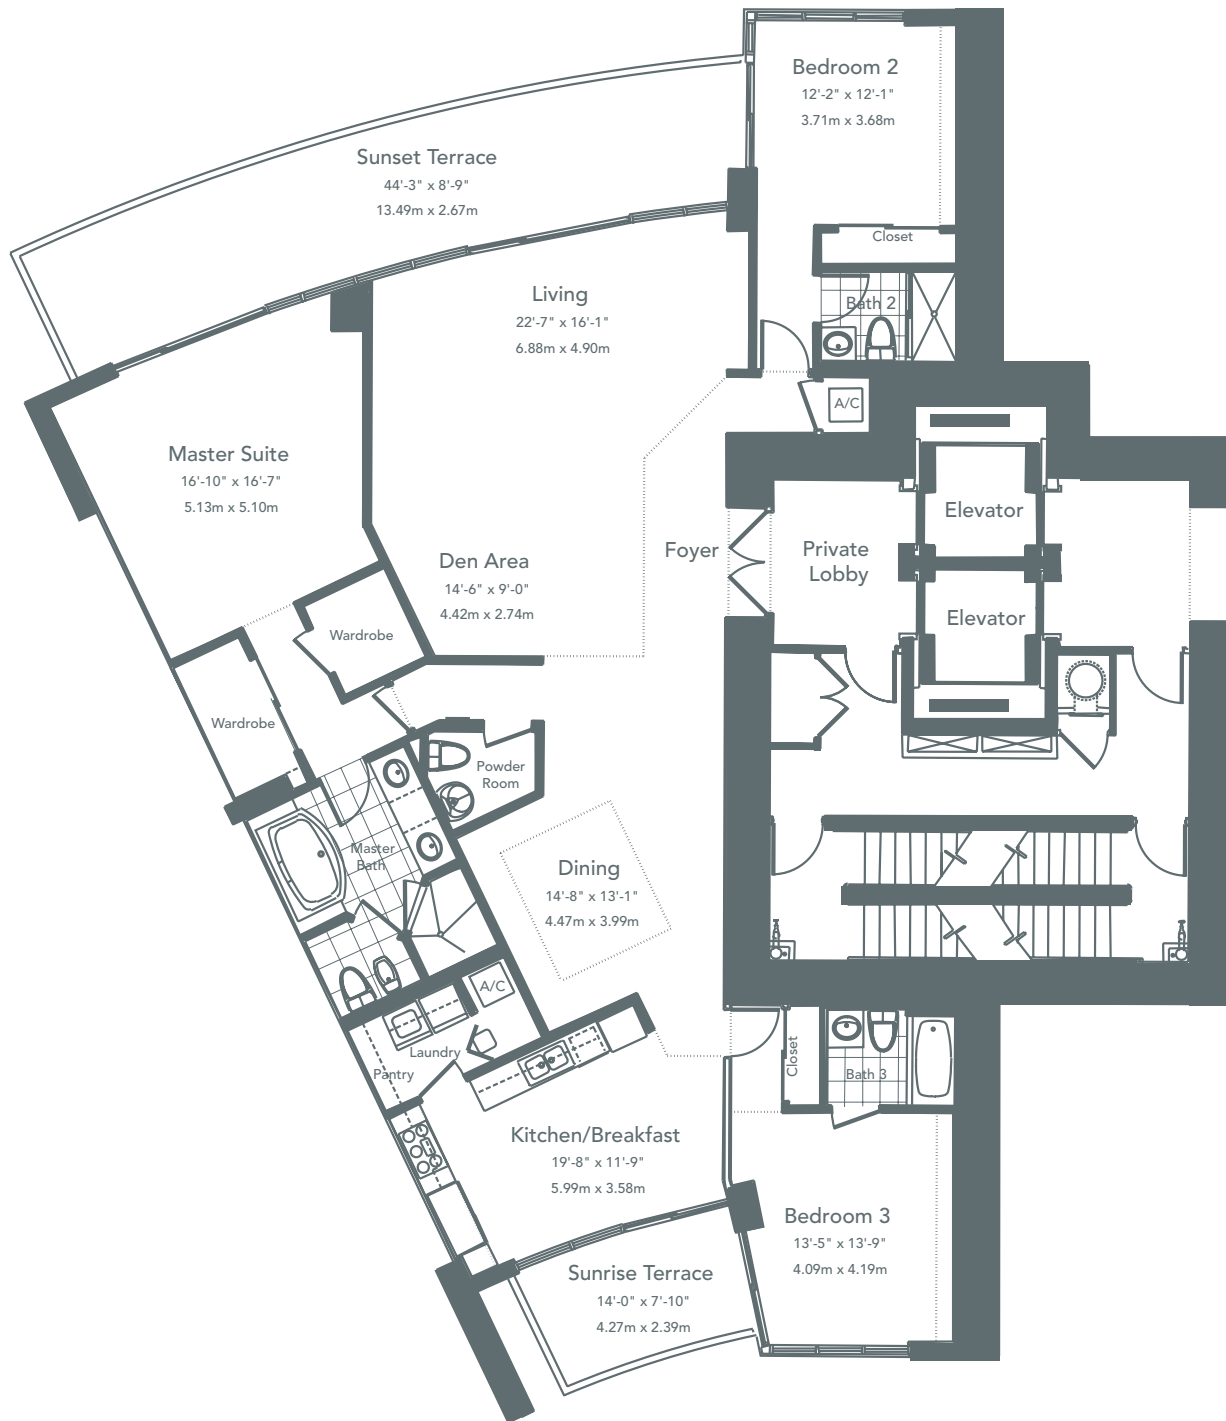 Bedroom 2
12'-2" x 12'-1"
3.71m x 3.68m
Sunset Terrace
44'-3" x 8'-9"
13.49m x 2.67m
Closet
Living
22'-7" x 16'-1"
6.88m x 4.90m
Bath 2
A/C
Master Suite
16'-10" x 16'-7"
5.13m x 5.10m
Elevator
Foyer
Private
Lobby
Den Area
14'-6" x 9'-0"
4.42m x 2.74m
Elevator
Wardrobe
Wardrobe
Powder
Room
Master
Bath
Dining
14'-8" x 13'-1"
4.47m x 3.99m
A/C
Laundry
Pantry
Closet
Bath 3
Kitchen/Breakfast
19'-8" x 11'-9"
5.99m x 3.58m
Bedroom 3
13'-5" x 13'-9"
4.09m x 4.19m
Sunrise Terrace
14'-0" x 7'-10"
4.27m x 2.39m